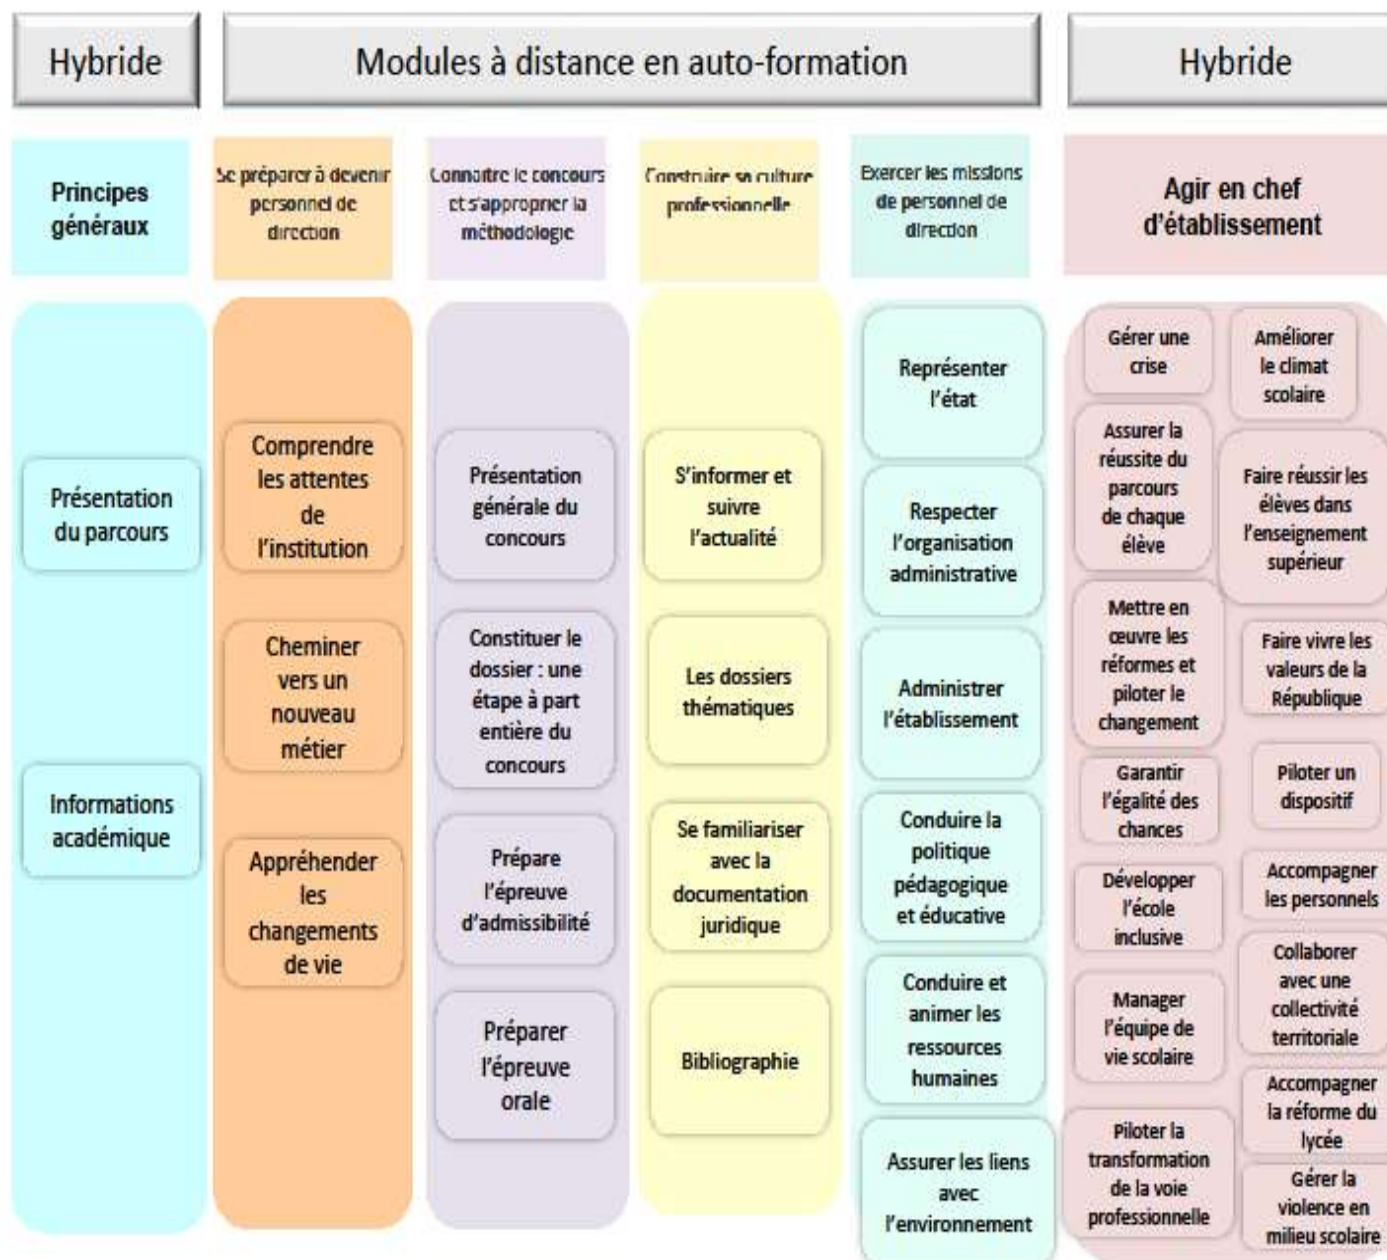 Hybride
Modules à distance en auto-formation
Hybride
Principes
généraux
Se préparer à devenir
personnel de
direction
Connaitre le concours
et s'approprier la
méthodologie
Construire sa culture
professionnelle
Exercer les missions
de personnel de
direction
Agir en chef
d'établissement
Présentation
du parcours
Informations
académique
Comprendre
les attentes
de
l'institution
Cheminer
vers un
nouveau
métier
Appréhender
les
changements
de vie
Présentation
générale du
concours
Constituer le
dossier : une
étape à part
entière du
concours
Prépare
l'épreuve
d'admissibilité
Préparer
l'épreuve
orale
S'informer et
suivre
l'actualité
Les dossiers
thématiques
Se familiariser
avec la
documentation
juridique
Bibliographie
Représenter
l'état
Respecter
l'organisation
administrative
Administrer
l'établissement
Conduire la
politique
pédagogique
et éducative
Conduire et
animer les
ressources
humaines
Assurer les liens
avec
l'environnement
Gérer une
crise
Assurer la
réussite du
parcours
de chaque
élève
Mettre en
œuvre les
réformes et
piloter le
changement
Garantir
l'égalité des
chances
Développer
l'école
inclusive
Manager
l'équipe de
vie scolaire
Piloter la
transformation
de la voie
professionnelle
Améliorer
le climat
scolaire
Faire réussir les
élèves dans
l'enseignement
supérieur
Faire vivre les
valeurs de la
République
Piloter un
dispositif
Accompagner
les personnels
Collaborer
avec une
collectivité
territoriale
Accompagner
la réforme du
lycée
Gérer la
violence en
milieu scolaire